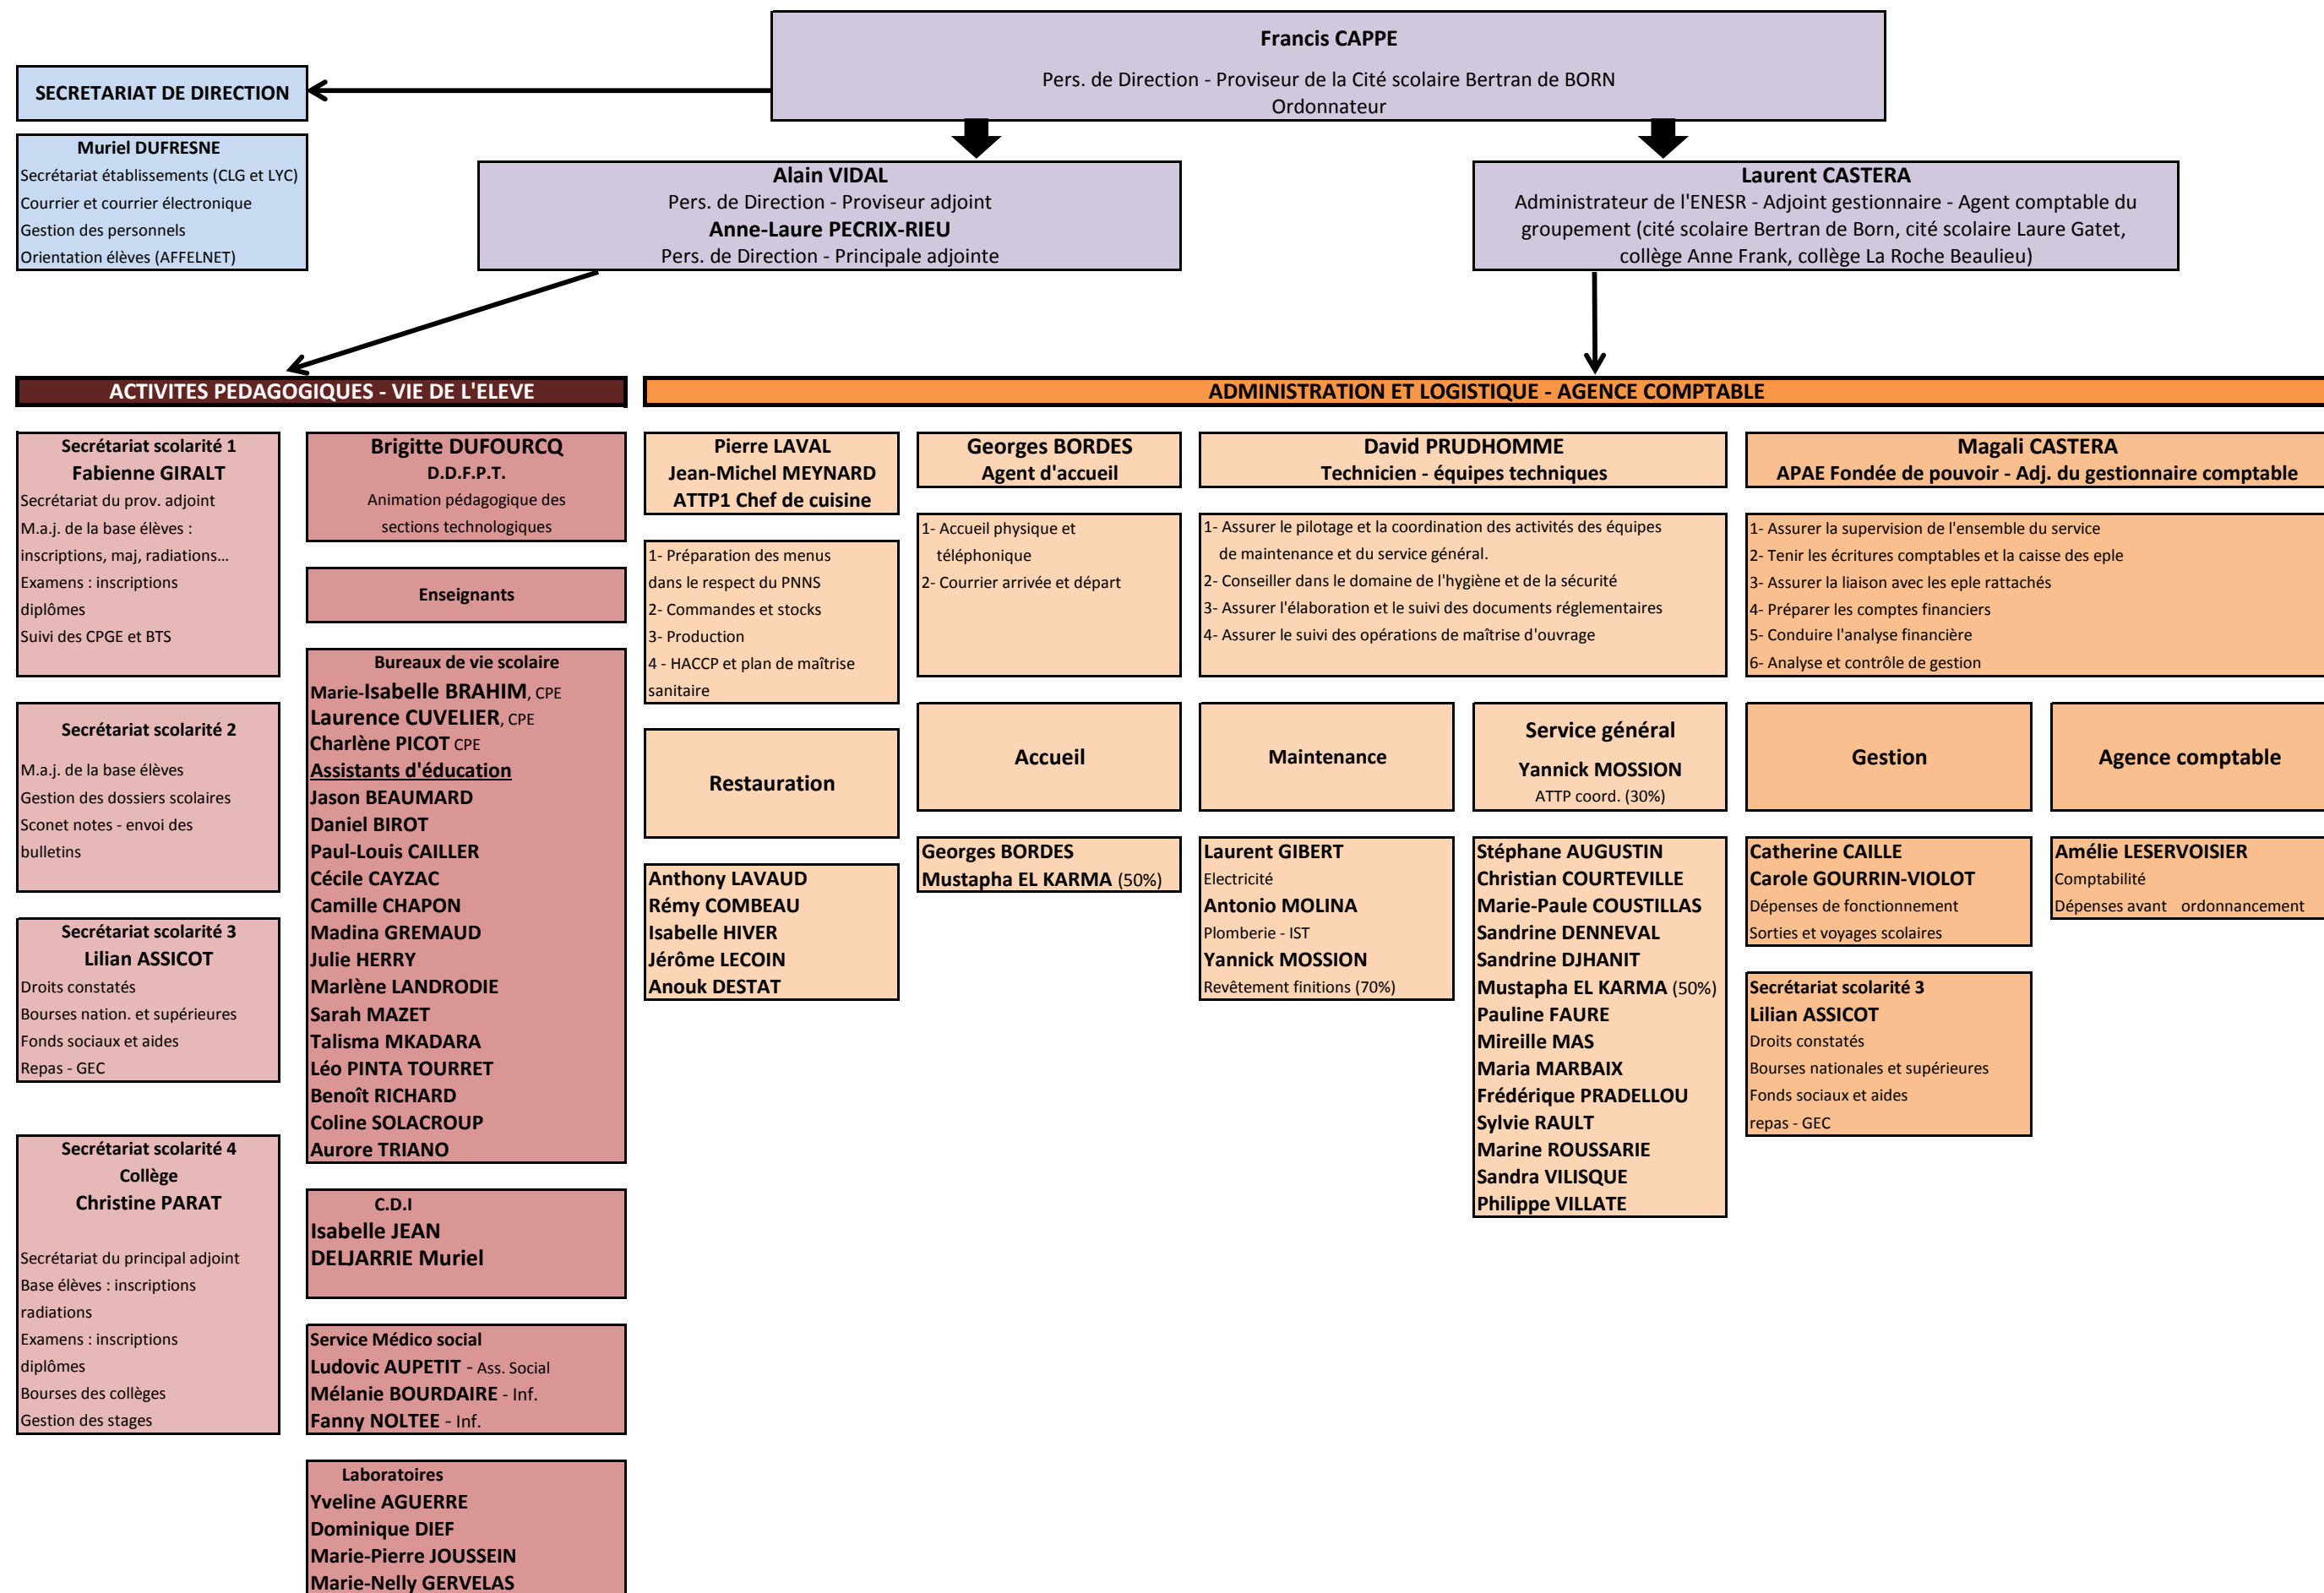 Francis CAPPE
Pers. de Direction - Proviseur de la Cité scolaire Bertran de BORN
Ordonnateur
SECRETARIAT DE DIRECTION
Muriel DUFRESNE
Secrétariat établissements (CLG et LYC)
Courrier et courrier électronique
Gestion des personnels
Orientation élèves (AFFELNET)
Alain VIDAL
Pers. de Direction - Proviseur adjoint
Anne-Laure PECRIX-RIEU
Pers. de Direction - Principale adjointe
Laurent CASTERA
Administrateur de l'ENESR - Adjoint gestionnaire - Agent comptable du
groupement (cité scolaire Bertran de Born, cité scolaire Laure Gatet,
collège Anne Frank, collège La Roche Beaulieu)
ACTIVITES PEDAGOGIQUES - VIE DE L'ELEVE
ADMINISTRATION ET LOGISTIQUE - AGENCE COMPTABLE
Secrétariat scolarité 1
Fabienne GIRALT
Secrétariat du prov. adjoint
M.a.j. de la base élèves :
inscriptions, maj, radiations...
Examens : inscriptions
diplômes
Suivi des CPGE et BTS
Secrétariat scolarité 2
M.a.j. de la base élèves
Gestion des dossiers scolaires
Sconet notes - envoi des
bulletins
Secrétariat scolarité 3
Lilian ASSICOT
Droits constatés
Bourses nation. et supérieures
Fonds sociaux et aides
Repas - GEC
Secrétariat scolarité 4
Collège
Christine PARAT
Secrétariat du principal adjoint
Base élèves : inscriptions
radiations
Examens : inscriptions
diplômes
Bourses des collèges
Gestion des stages
Brigitte DUFOURCQ
D.D.F.P.T.
Animation pédagogique des
sections technologiques
Enseignants
Bureaux de vie scolaire
Marie-Isabelle BRAHIM, CPE
Laurence CUVELIER, CPE
Charlène PICOT CPE
Assistants d'éducation
Jason BEAUMARD
Daniel BIROT
Paul-Louis CAILLER
Cécile CAYZAC
Camille CHAPON
Madina GREMAUD
Julie HERRY
Marlène LANDRODIE
Sarah MAZET
Talisma MKADARA
Léo PINTA TOURRET
Benoît RICHARD
Coline SOLACROUP
Aurore TRIANO
C.D.I
Isabelle JEAN
DELJARRIE Muriel
Service Médico social
Ludovic AUPETIT - Ass. Social
Mélanie BOURDAIRE - Inf.
Fanny NOLTEE - Inf.
Laboratoires
Yveline AGUERRE
Dominique DIEF
Marie-Pierre JOUSSEIN
Marie-Nelly GERVELAS
Pierre LAVAL
Jean-Michel MEYNARD
ATTP1 Chef de cuisine
1- Préparation des menus
dans le respect du PNNS
2- Commandes et stocks
3- Production
4 - HACCP et plan de maîtrise
sanitaire
Restauration
Anthony LAVAUD
Rémy COMBEAU
Isabelle HIVER
Jérôme LECOIN
Anouk DESTAT
Georges BORDES
Agent d'accueil
1- Accueil physique et
téléphonique
2- Courrier arrivée et départ
Accueil
Georges BORDES
Mustapha EL KARMA (50%)
David PRUDHOMME
Technicien - équipes techniques
1- Assurer le pilotage et la coordination des activités des équipes
de maintenance et du service général.
2- Conseiller dans le domaine de l'hygiène et de la sécurité
3- Assurer l'élaboration et le suivi des documents réglementaires
4- Assurer le suivi des opérations de maîtrise d'ouvrage
Maintenance
Laurent GIBERT
Electricité
Antonio MOLINA
Plomberie - IST
Yannick MOSSION
Revêtement finitions (70%)
Service général
Yannick MOSSION
ATTP coord. (30%)
Stéphane AUGUSTIN
Christian COURTEVILLE
Marie-Paule COUSTILLAS
Sandrine DENNEVAL
Sandrine DJHANIT
Mustapha EL KARMA (50%)
Pauline FAURE
Mireille MAS
Maria MARBAIX
Frédérique PRADELLOU
Sylvie RAULT
Marine ROUSSARIE
Sandra VILISQUE
Philippe VILLATE
Magali CASTERA
APAE Fondée de pouvoir - Adj. du gestionnaire comptable
1- Assurer la supervision de l'ensemble du service
2- Tenir les écritures comptables et la caisse des eple
3- Assurer la liaison avec les eple rattachés
4- Préparer les comptes financiers
5- Conduire l'analyse financière
6- Analyse et contrôle de gestion
Gestion
Catherine CAILLE
Carole GOURRIN-VIOLOT
Dépenses de fonctionnement
Sorties et voyages scolaires
Secrétariat scolarité 3
Lilian ASSICOT
Droits constatés
Bourses nationales et supérieures
Fonds sociaux et aides
repas - GEC
Agence comptable
Amélie LESERVOISIER
Comptabilité
Dépenses avant ordonnancement